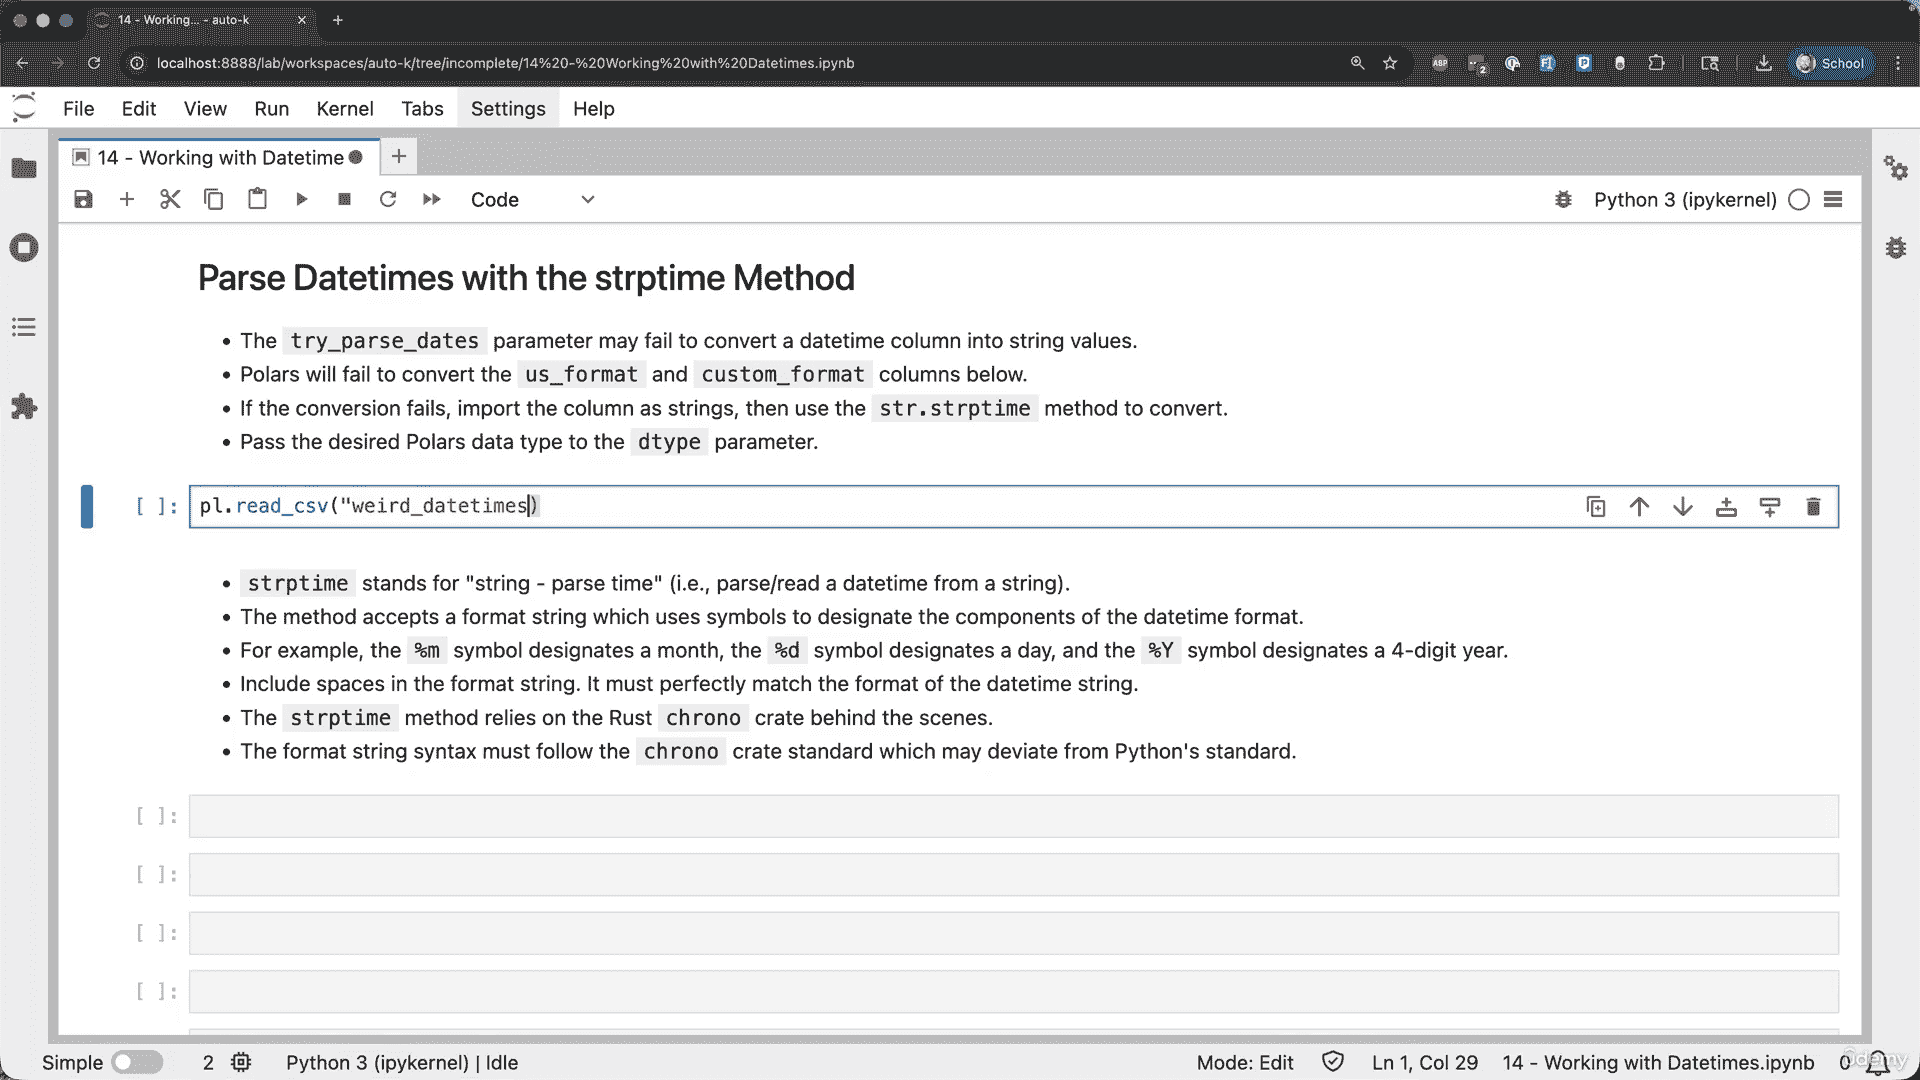 14 - Working... - auto-k
localhost:8888/lab/workspaces/auto-k/tree/incomplete/14%20-%20Working%20with%20Datetimes.ipynb
ABP
2
School
File Edit View Run Kernel Tabs Settings Help
14 - Working with Datetime
Code
Python 3 (ipykernel)
Parse Datetimes with the strptime Method
• The try_parse_dates parameter may fail to convert a datetime column into string values.
• Polars will fail to convert the us_format and custom_format columns below.
• If the conversion fails, import the column as strings, then use the str.strptime method to convert.
• Pass the desired Polars data type to the dtype parameter.
[ ]: pl.read_csv("weird_datetimes)
• strptime stands for "string - parse time" (i.e., parse/read a datetime from a string).
• The method accepts a format string which uses symbols to designate the components of the datetime format.
• For example, the %m symbol designates a month, the %d symbol designates a day, and the %Y symbol designates a 4-digit year.
• Include spaces in the format string. It must perfectly match the format of the datetime string.
• The strptime method relies on the Rust chrono crate behind the scenes.
• The format string syntax must follow the chrono crate standard which may deviate from Python's standard.
[ ]:
[ ]:
[ ]:
[ ]:
Simple 2 Python 3 (ipykernel) | Idle Mode: Edit Ln 1, Col 29 14 - Working with Datetimes.ipynb 0
udemy